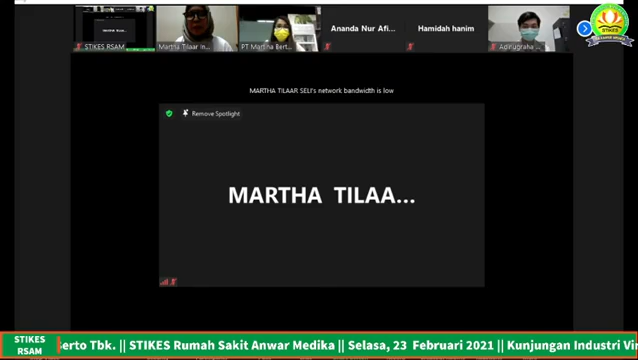 STIKES RSAM
Martha Tilaar In...
PT Martina Bert...
Ananda Nur Afi...
Hamidah hanim
Adinugraha ...
STIKES
MARTHA TILAAR SELI's network bandwidth is low
Remove Spotlight
MARTHA TILAA...
STIKES
RSAM
erto Tbk. || STIKES Rumah Sakit Anwar Medika || Selasa, 23 Februari 2021 || Kunjungan Industri Vir